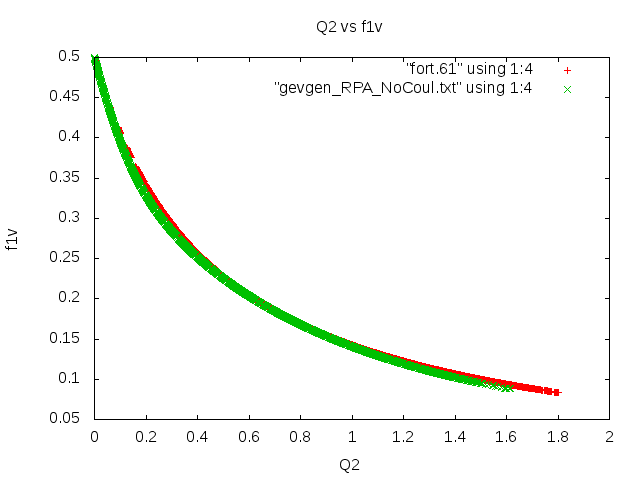 Q2 vs f1v
"fort.61" using 1:4
"gevgen_RPA_NoCoul.txt" using 1:4
0.5
0.45
0.4
0.35
0.3
0.25
0.2
0.15
0.1
0.05
f1v
0 0.2 0.4 0.6 0.8 1 1.2 1.4 1.6 1.8 2
Q2